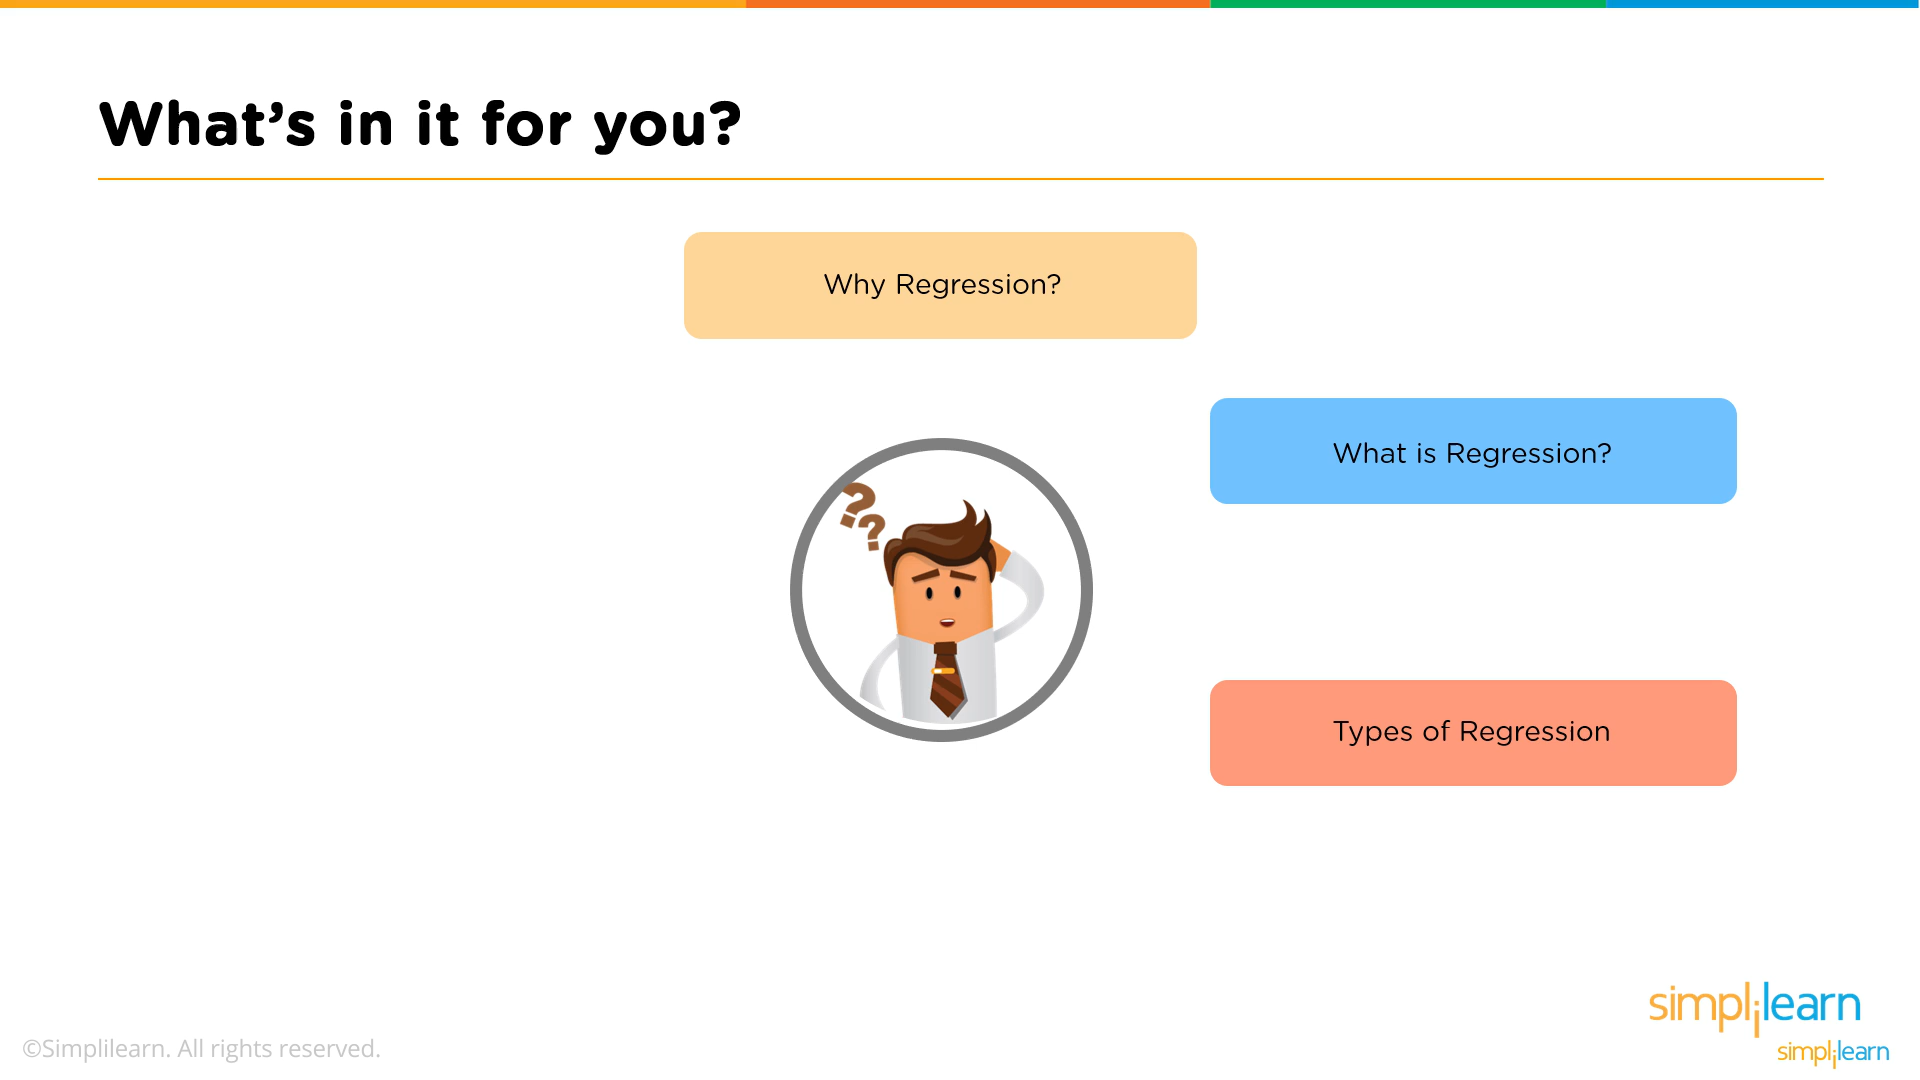 What's in it for you?
Why Regression?
What is Regression?
??
Types of Regression
simplilearn
©Simplilearn. All rights reserved.
simplilearn